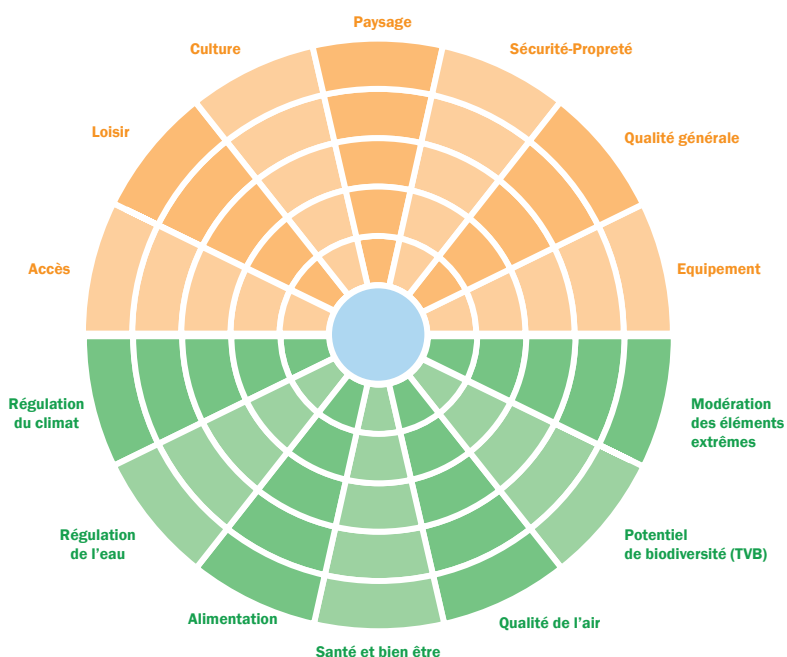 Paysage
Culture
Sécurité-Propreté
Loisir
Qualité générale
Accès
Equipement
Régulation
du climat
Modération
des éléments
extrêmes
Régulation
de l’eau
Potentiel
de biodiversité (TVB)
Alimentation
Qualité de l’air
Santé et bien être